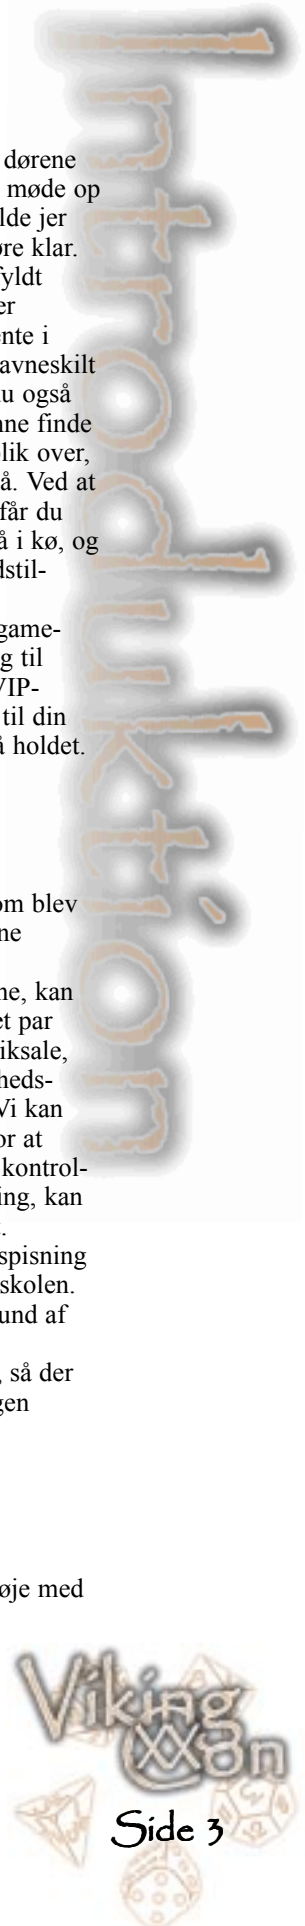 Introduktion
dørene
møde op
lde jer
øre klar.
fyldt
er
ente i
avneskilt
du også
nne finde
lik over,
å. Ved at
får du
å i kø, og
dstil-
game-
g til
VIP-
til din
å holdet.
om blev
ne
ne, kan
et par
iksale,
heds-
Vi kan
or at
kontrol-
ing, kan
.
spisning
skolen.
und af
, så der
gen
øje med
Viking
Con
Side 3